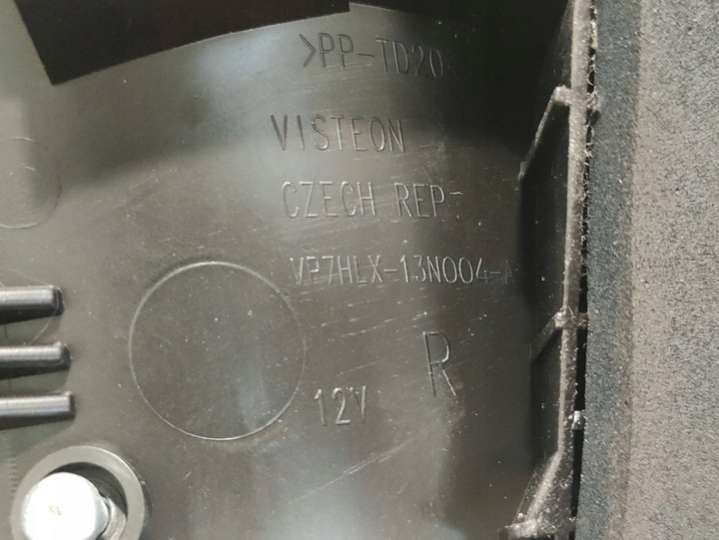 >PP-TD20
VISTEON
CZECH REP
VP7HLX-13N004-
R
12V